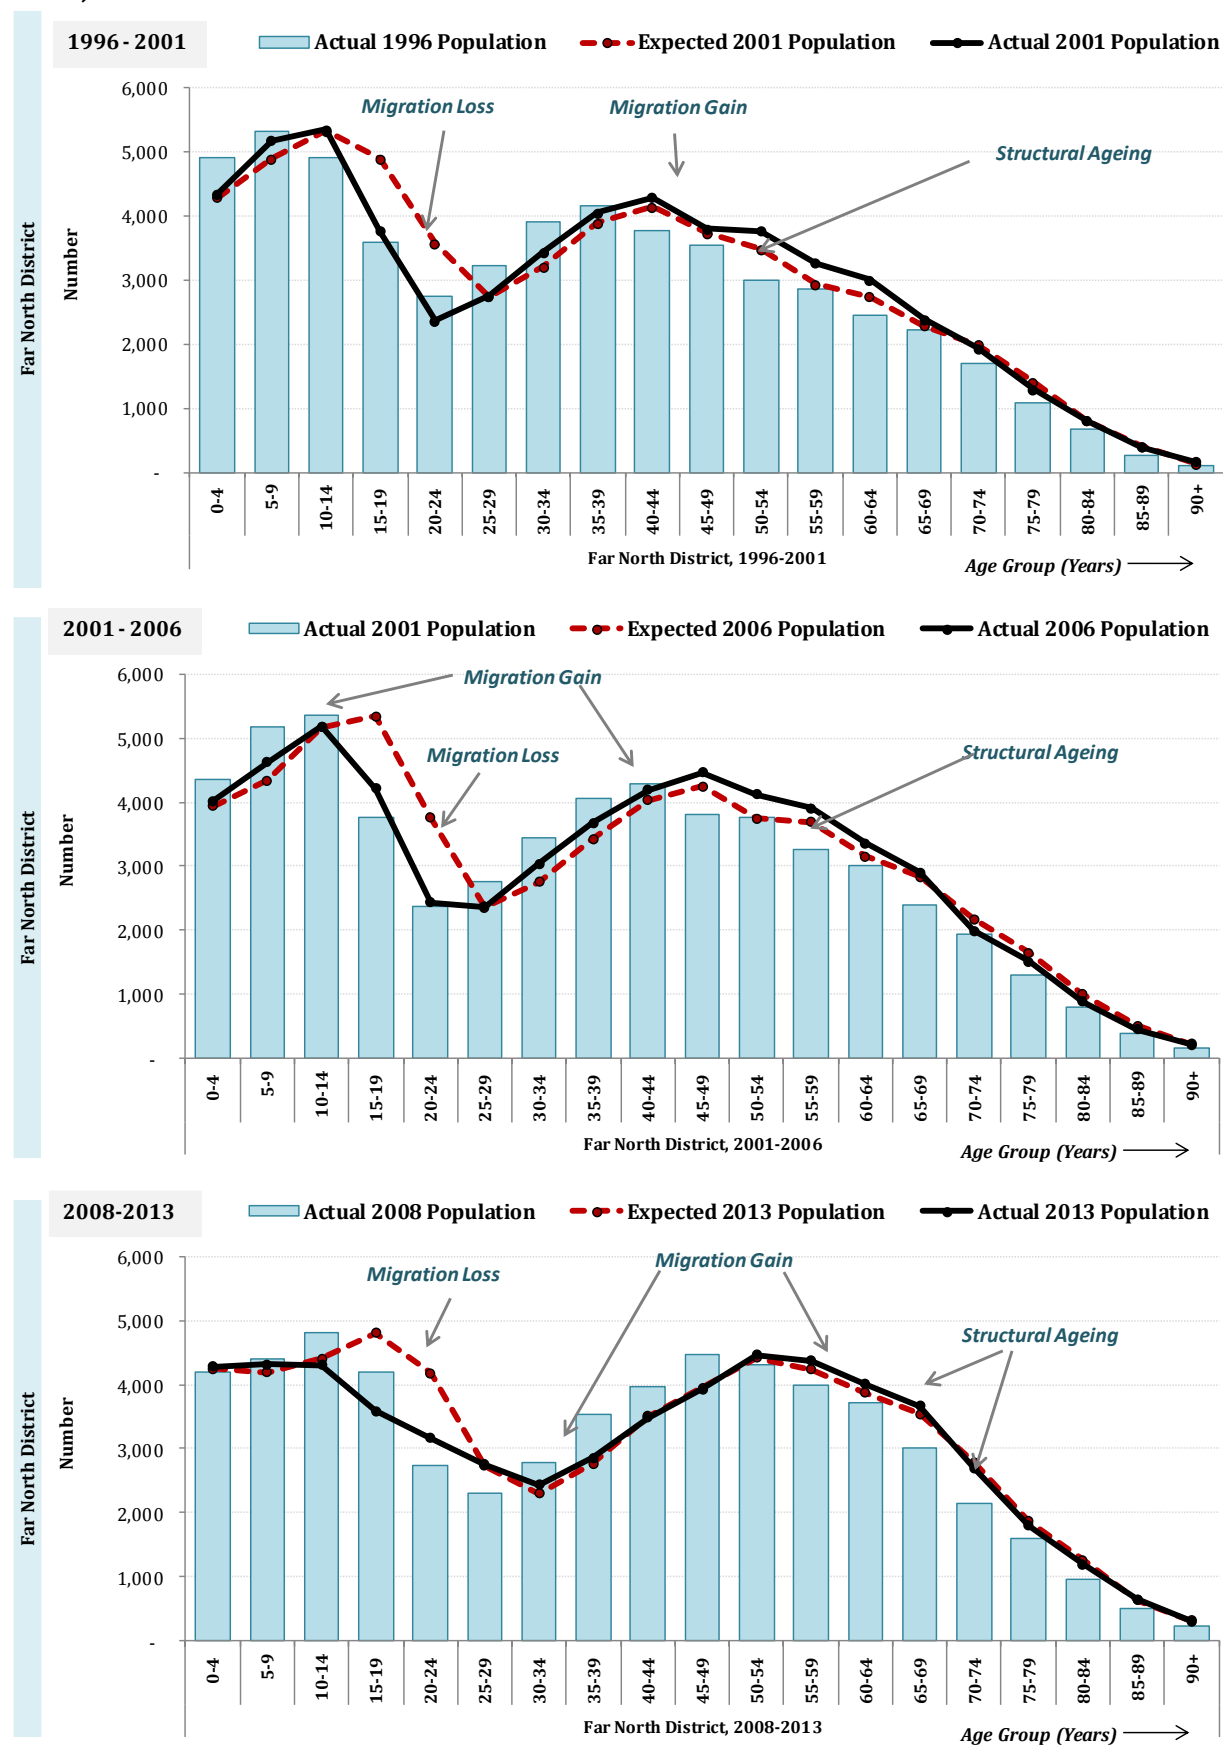 1996 - 2001
Actual 1996 Population
Expected 2001 Population
Actual 2001 Population
Far North District
Number
6,000
5,000
4,000
3,000
2,000
1,000
-
Migration Loss
Migration Gain
Structural Ageing
0-4
5-9
10-14
15-19
20-24
25-29
30-34
35-39
40-44
45-49
50-54
55-59
60-64
65-69
70-74
75-79
80-84
85-89
90+
Far North District, 1996-2001
Age Group (Years)
2001 - 2006
Actual 2001 Population
Expected 2006 Population
Actual 2006 Population
Far North District
Number
6,000
5,000
4,000
3,000
2,000
1,000
-
Migration Gain
Migration Loss
Structural Ageing
0-4
5-9
10-14
15-19
20-24
25-29
30-34
35-39
40-44
45-49
50-54
55-59
60-64
65-69
70-74
75-79
80-84
85-89
90+
Far North District, 2001-2006
Age Group (Years)
2008-2013
Actual 2008 Population
Expected 2013 Population
Actual 2013 Population
Far North District
Number
6,000
5,000
4,000
3,000
2,000
1,000
-
Migration Loss
Migration Gain
Structural Ageing
0-4
5-9
10-14
15-19
20-24
25-29
30-34
35-39
40-44
45-49
50-54
55-59
60-64
65-69
70-74
75-79
80-84
85-89
90+
Far North District, 2008-2013
Age Group (Years)